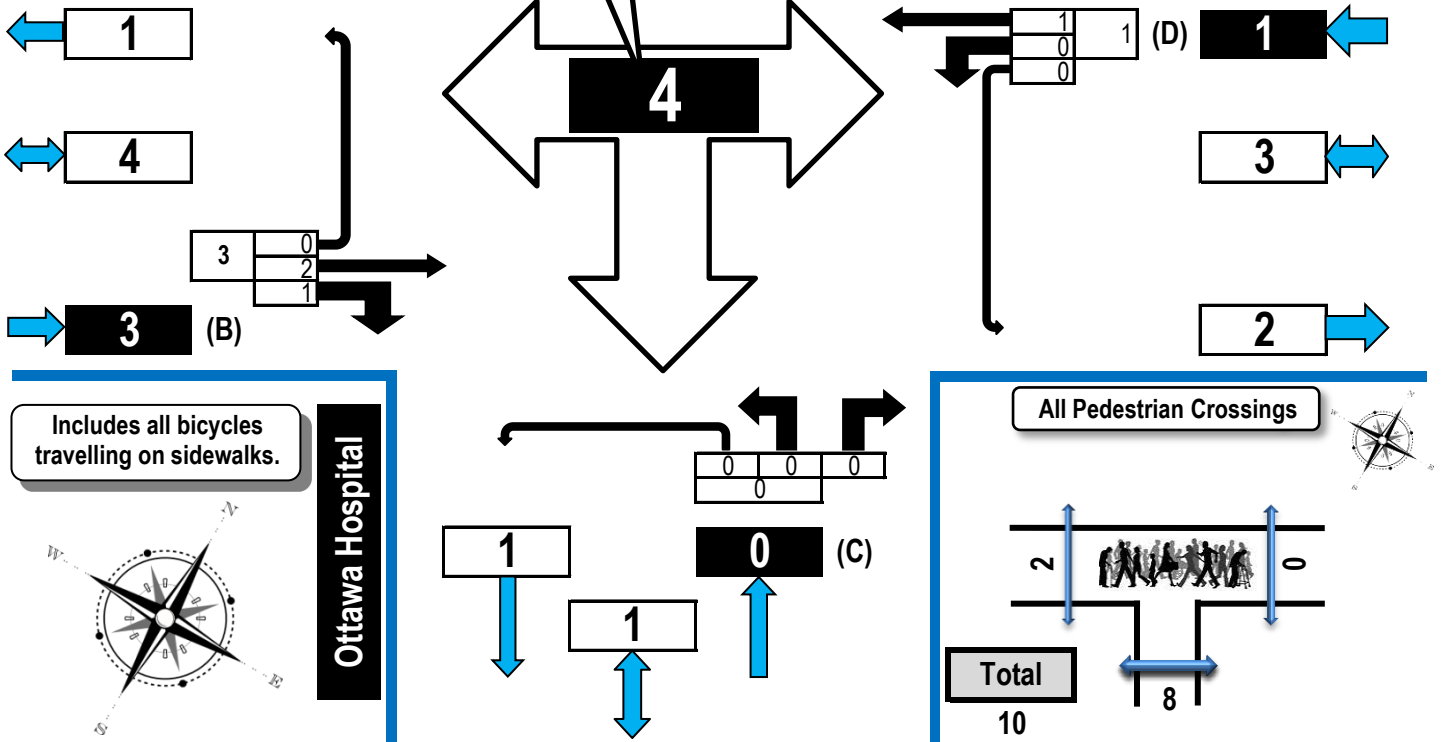 1
4
3
0
2
1
3 (B)
4
1
0
0
1
(D) 1
3
2
Includes all bicycles
travelling on sidewalks.
N
W
E
S
Ottawa Hospital
0 0 0
0
1
0 (C)
1
All Pedestrian Crossings
N
W
E
S
2
0
8
Total
10